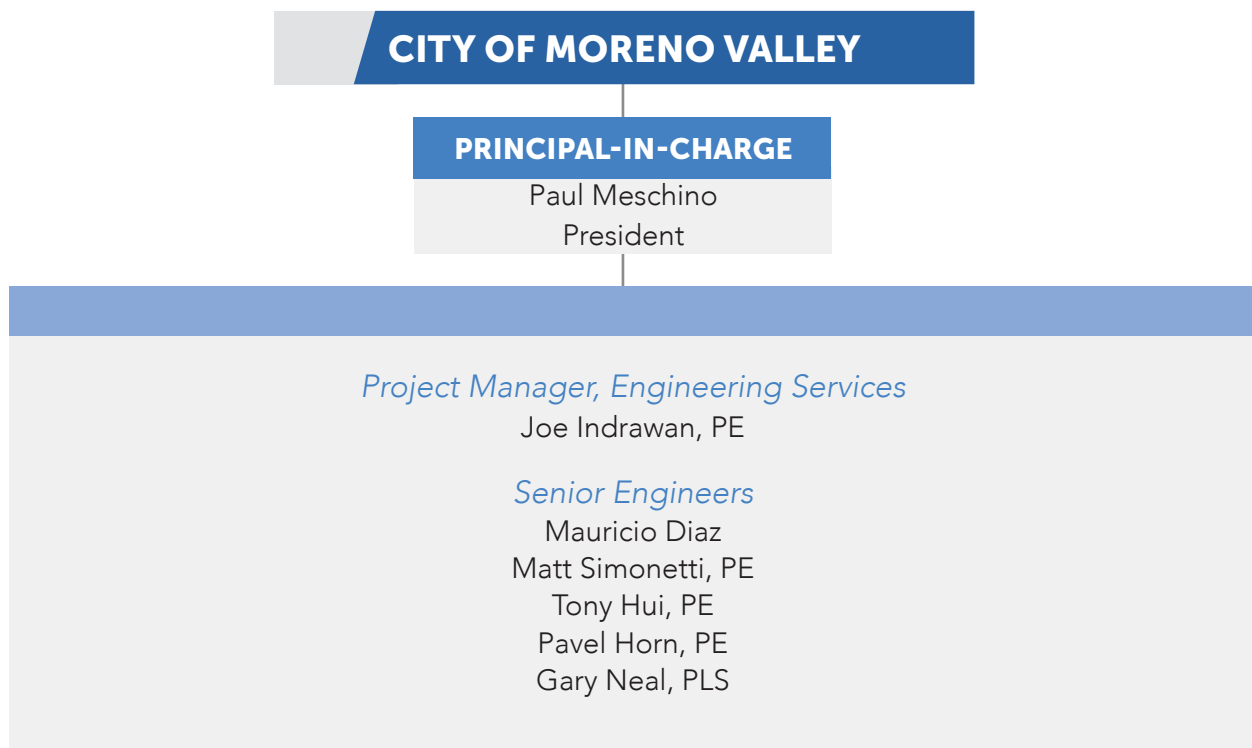 CITY OF MORENO VALLEY
PRINCIPAL-IN-CHARGE
Paul Meschino
President
Project Manager, Engineering Services
Joe Indrawan, PE
Senior Engineers
Mauricio Diaz
Matt Simonetti, PE
Tony Hui, PE
Pavel Horn, PE
Gary Neal, PLS